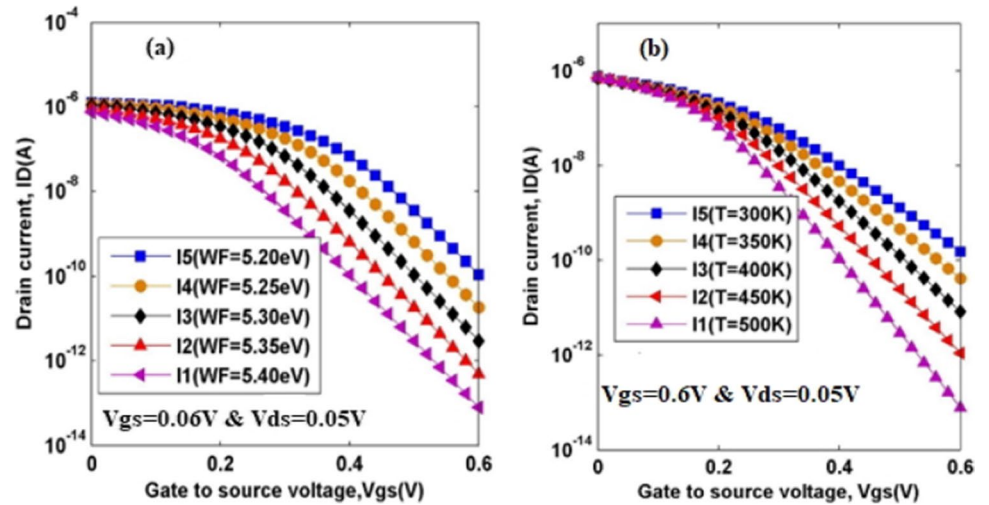 (a)
Drain current, ID(A)
10-4
10-6
10-8
10-10
10-12
10-14
I5(WF=5.20eV)
I4(WF=5.25eV)
I3(WF=5.30eV)
I2(WF=5.35eV)
I1(WF=5.40eV)
Vgs=0.06V & Vds=0.05V
0 0.2 0.4 0.6
Gate to source voltage,Vgs(V)
(b)
Drain current, ID(A)
10-6
10-8
10-10
10-12
10-14
I5(T=300K)
I4(T=350K)
I3(T=400K)
I2(T=450K)
I1(T=500K)
Vgs=0.6V & Vds=0.05V
0 0.2 0.4 0.6
Gate to source voltage, Vgs(V)